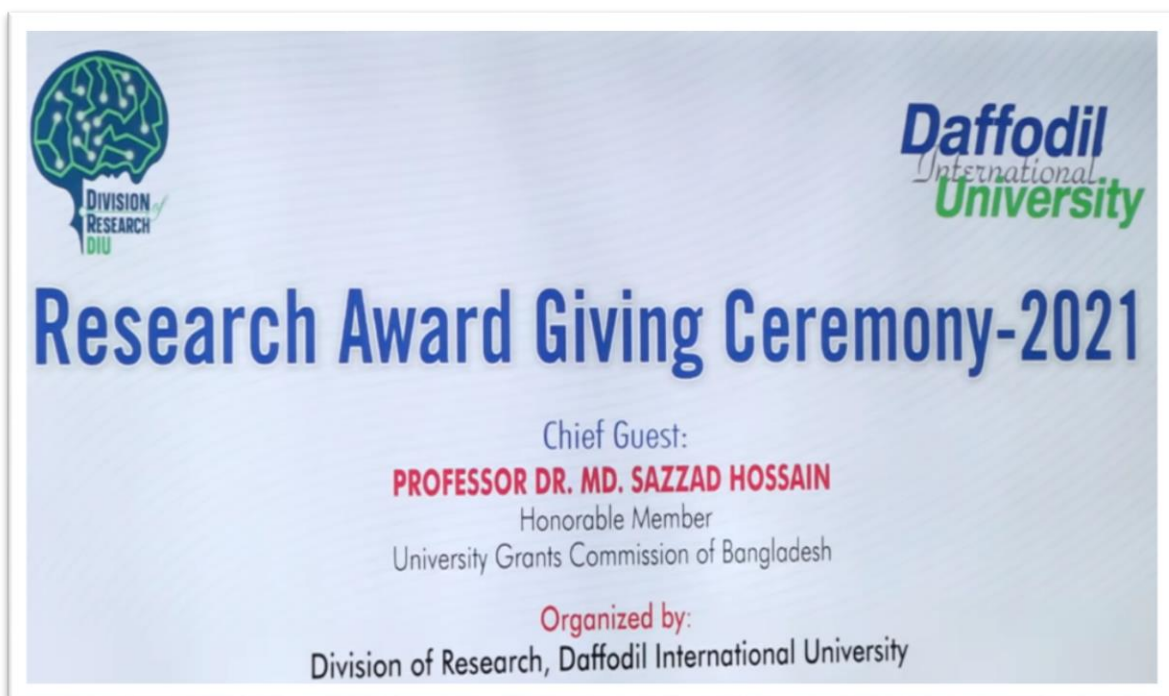 DIVISION of
RESEARCH
DIU
Daffodil
International
University
Research Award Giving Ceremony-2021
Chief Guest:
PROFESSOR DR. MD. SAZZAD HOSSAIN
Honorable Member
University Grants Commission of Bangladesh
Organized by:
Division of Research, Daffodil International University